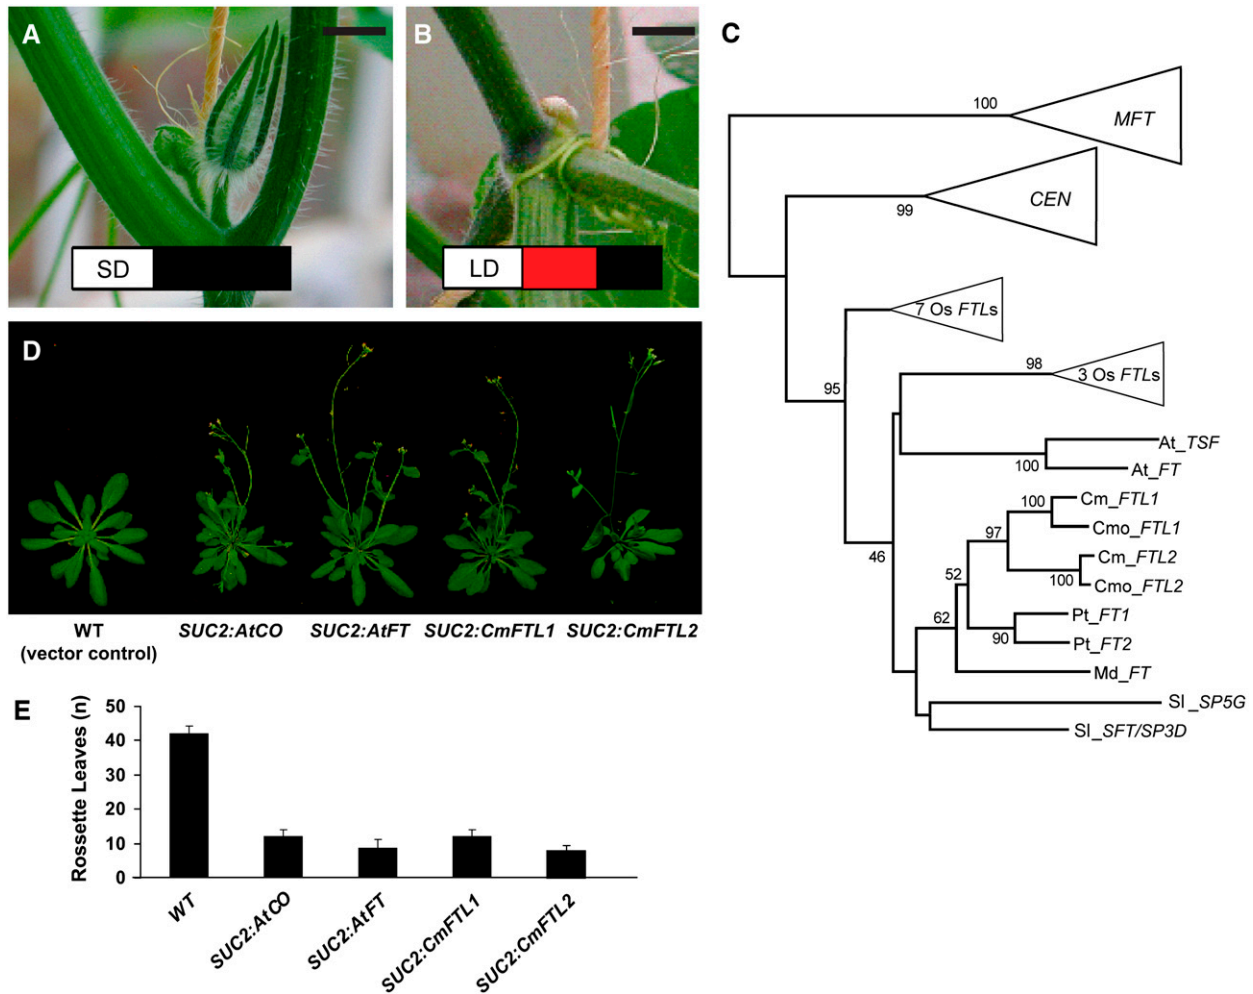 A
SD
B
LD
C
100
MFT
99
CEN
7 Os FTLs
95
98
3 Os FTLs
At_TSF
100
At_FT
100
Cm_FTL1
97
Cmo_FTL1
Cm_FTL2
100
Cmo_FTL2
46
52
Pt_FT1
62
90
Pt_FT2
Md_FT
Sl_SP5G
Sl_SFT/SP3D
D
WT
(vector control)
SUC2:AtCO
SUC2:AtFT
SUC2:CmFTL1
SUC2:CmFTL2
E
Rossette Leaves (n)
50
40
30
20
10
0
WT
SUC2:AtCO
SUC2:AtFT
SUC2:CmFTL1
SUC2:CmFTL2